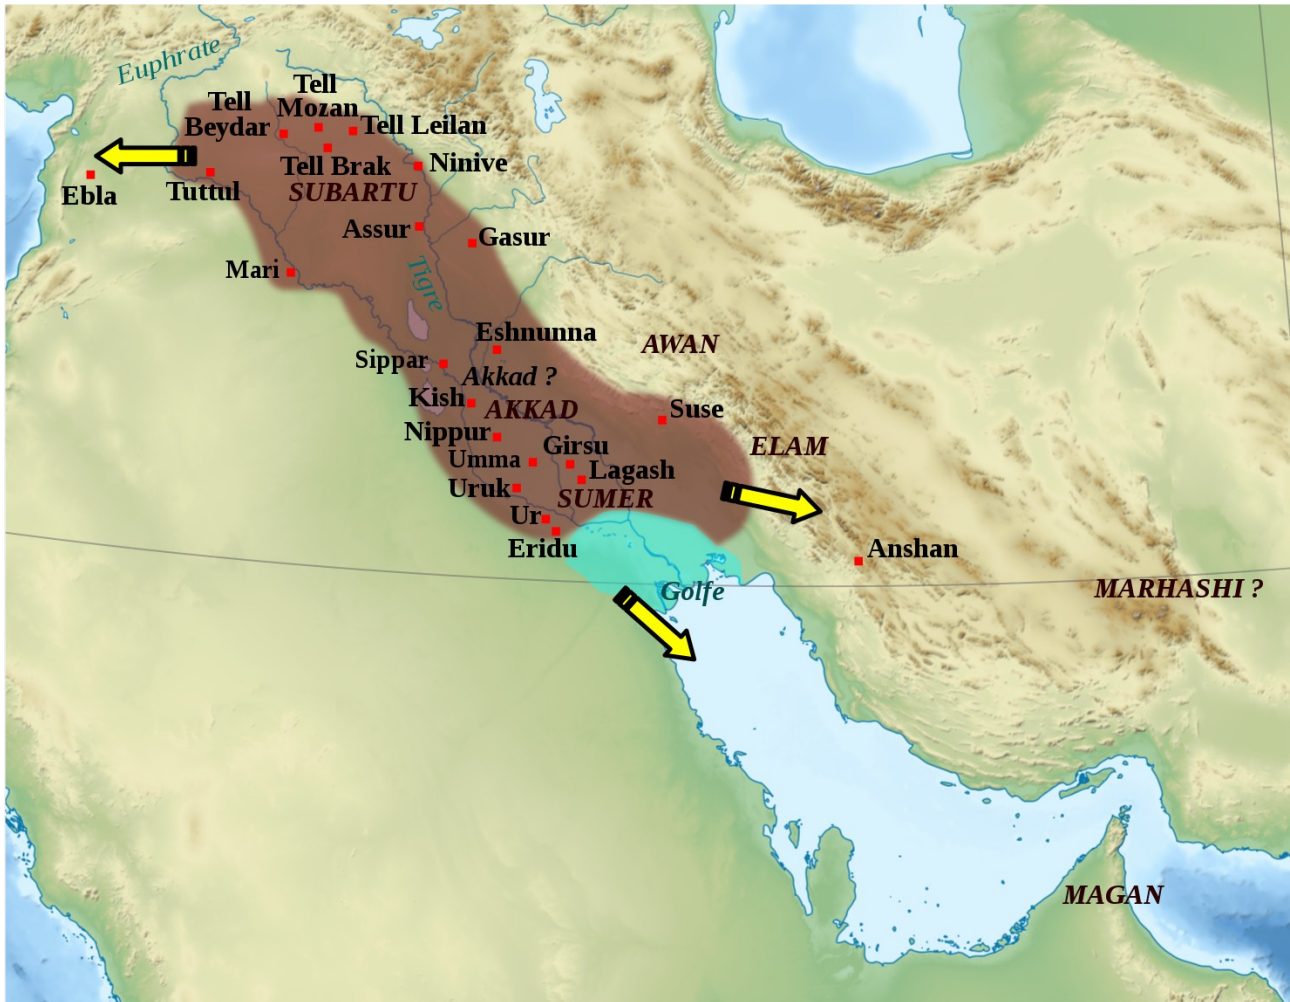 Euphrate
Tell
Mozan
Tell
Beydar
Tell Leilan
Tell Brak
Ninive
Ebla
Tuttul
SUBARTU
Assur
Gasur
Mari
Tigre
Eshnunna
AWAN
Sippar
Akkad ?
Kish
AKKAD
Suse
Nippur
Girsu
ELAM
Umma
Lagash
Uruk
SUMER
Ur
Eridu
Anshan
Golfe
MARHASHI ?
MAGAN